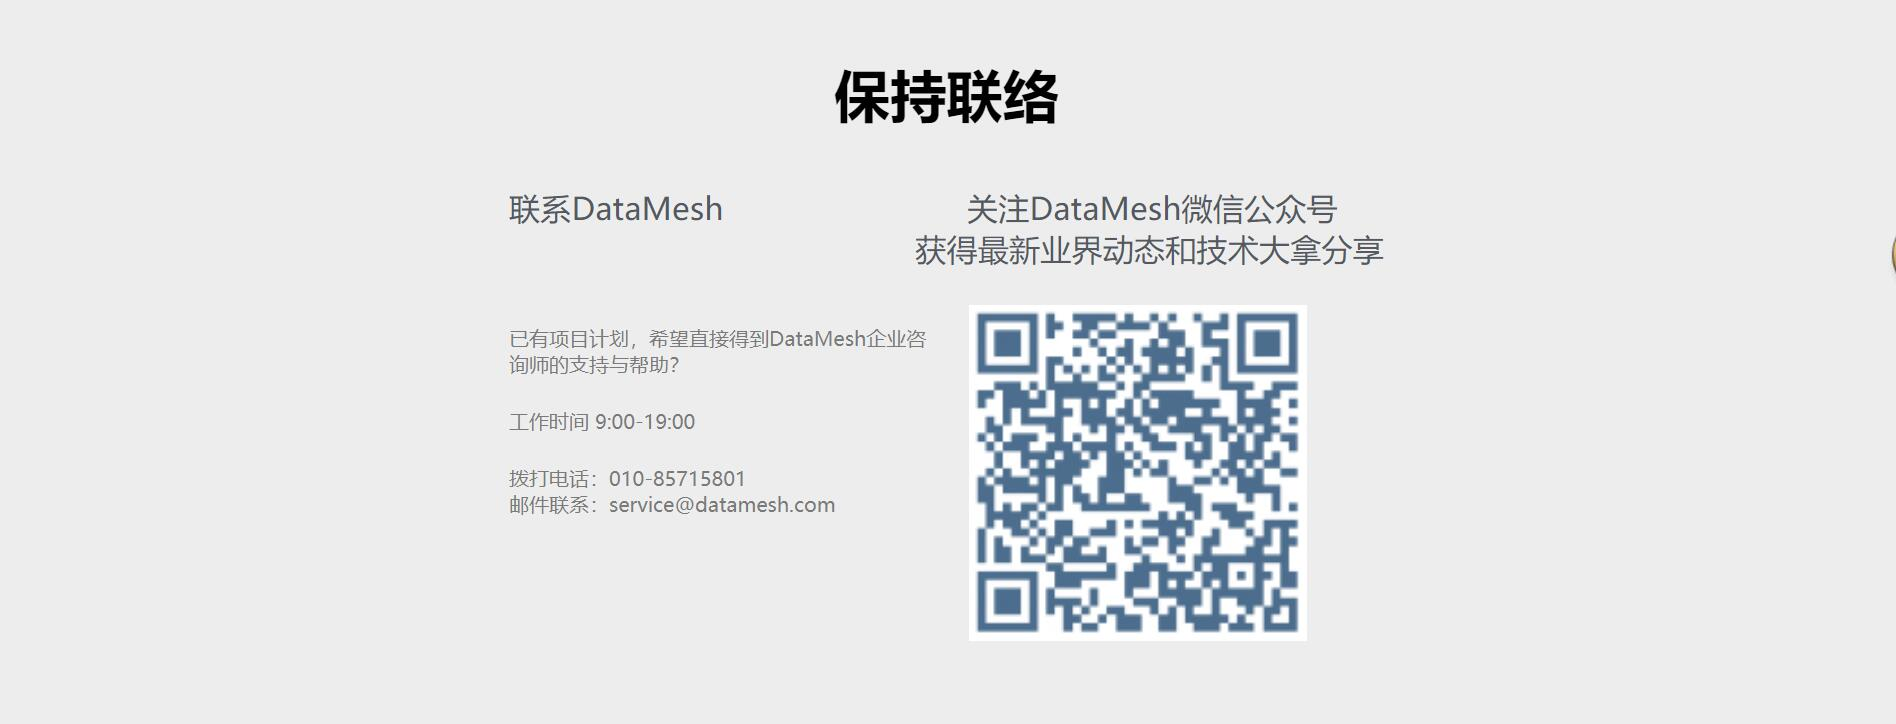 保持联络
联系DataMesh
已有项目计划，希望直接得到DataMesh企业咨
询师的支持与帮助？
工作时间 9:00-19:00
拨打电话：010-85715801
邮件联系：service@datamesh.com
关注DataMesh微信公众号
获得最新业界动态和技术大拿分享